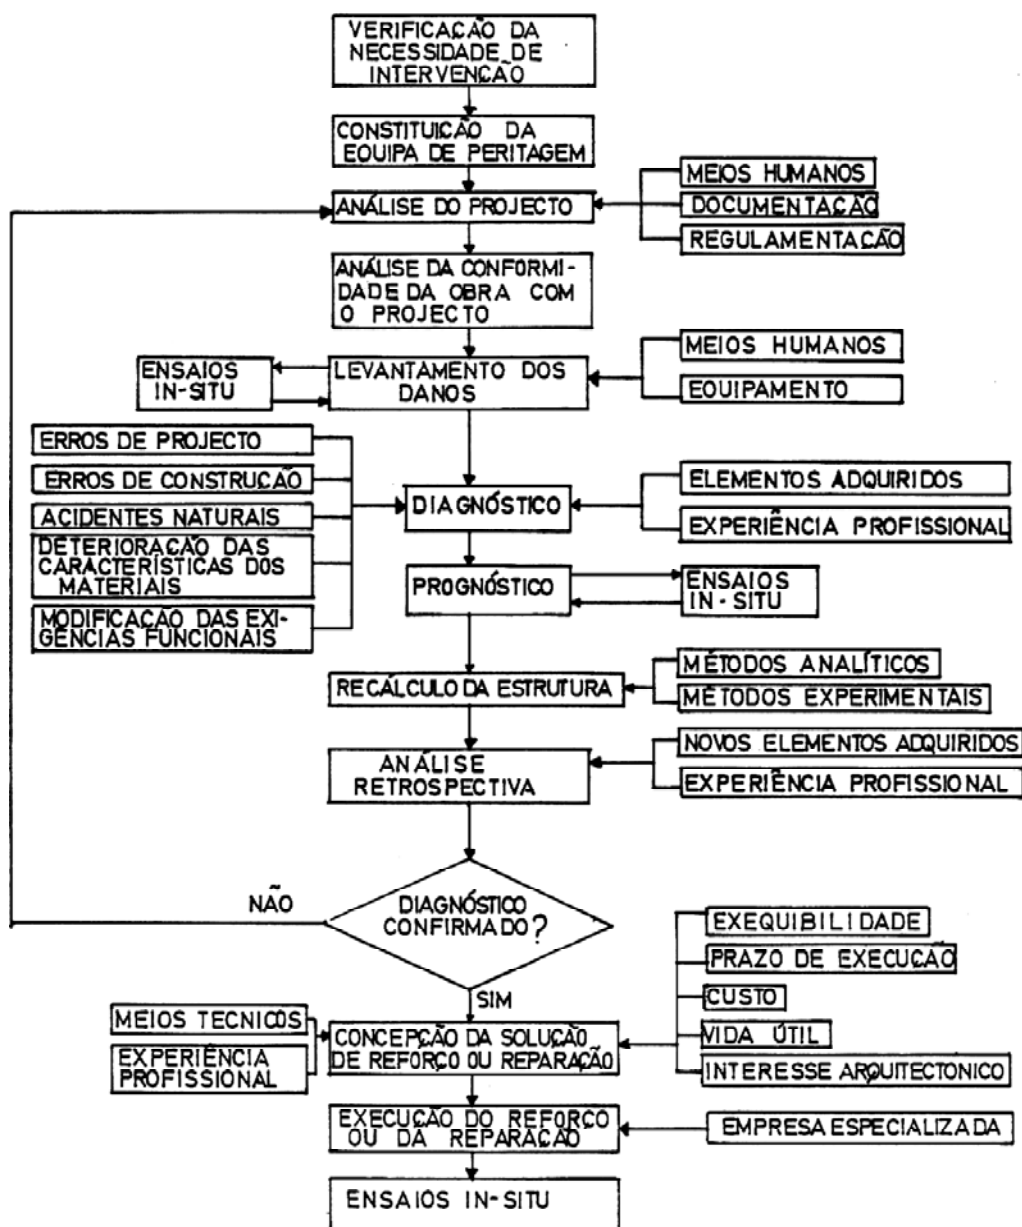 VERIFICAÇÃO DA
NECESSIDADE DE
INTERVENÇÃO
CONSTITUIÇÃO DA
EQUIPA DE PERITAGEM
ANÁLISE DO PROJECTO
MEIOS HUMANOS
DOCUMENTAÇÃO
REGULAMENTAÇÃO
ANÁLISE DA CONFORMI-
DADE DA OBRA COM
O PROJECTO
ENSAIOS
IN-SITU
LEVANTAMENTO DOS
DANOS
MEIOS HUMANOS
EQUIPAMENTO
ERROS DE PROJECTO
ERROS DE CONSTRUÇÃO
ACIDENTES NATURAIS
DETERIORAÇÃO DAS
CARACTERÍSTICAS DOS
MATERIAIS
MODIFICAÇÃO DAS EXI-
GÊNCIAS FUNCIONAIS
DIAGNÓSTICO
ELEMENTOS ADQUIRIDOS
EXPERIÊNCIA PROFISSIONAL
PROGNÓSTICO
ENSAIOS
IN-SITU
RECÁLCULO DA ESTRUTURA
MÉTODOS ANALÍTICOS
MÉTODOS EXPERIMENTAIS
ANÁLISE
RETROSPECTIVA
NOVOS ELEMENTOS ADQUIRIDOS
EXPERIÊNCIA PROFISSIONAL
NÃO
DIAGNÓSTICO
CONFIRMADO?
SIM
EXEQUIBILIDADE
PRAZO DE EXECUÇÃO
CUSTO
VIDA ÚTIL
INTERESSE ARQUITECTÓNICO
MEIOS TECNICOS
EXPERIÊNCIA
PROFISSIONAL
CONCEPÇÃO DA SOLUÇÃO
DE REFORÇO OU REPARAÇÃO
EXECUÇÃO DO REFORÇO
OU DA REPARAÇÃO
EMPRESA ESPECIALIZADA
ENSAIOS IN-SITU